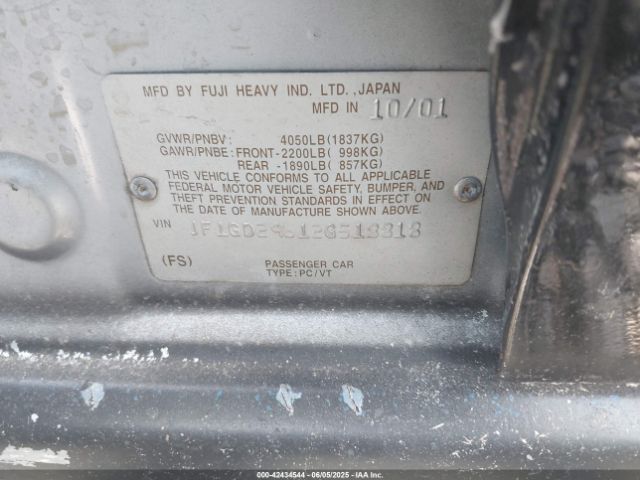 MFD BY FUJI HEAVY IND. LTD.,JAPAN
MFD IN 10/01
GVWR/PNBV: 4050LB(1837KG)
GAWR/PNBE: FRONT-2200LB( 998KG)
REAR -1890LB( 857KG)
THIS VEHICLE CONFORMS TO ALL APPLICABLE
FEDERAL MOTOR VEHICLE SAFETY, BUMPER, AND
THEFT PREVENTION STANDARDS IN EFFECT ON THE
DATE OF MANUFACTURE SHOWN ABOVE.
VIN
(FS) PASSENGER CAR
TYPE:PC/VT
000-42434544 | 06/05/2025 | IAAI.com